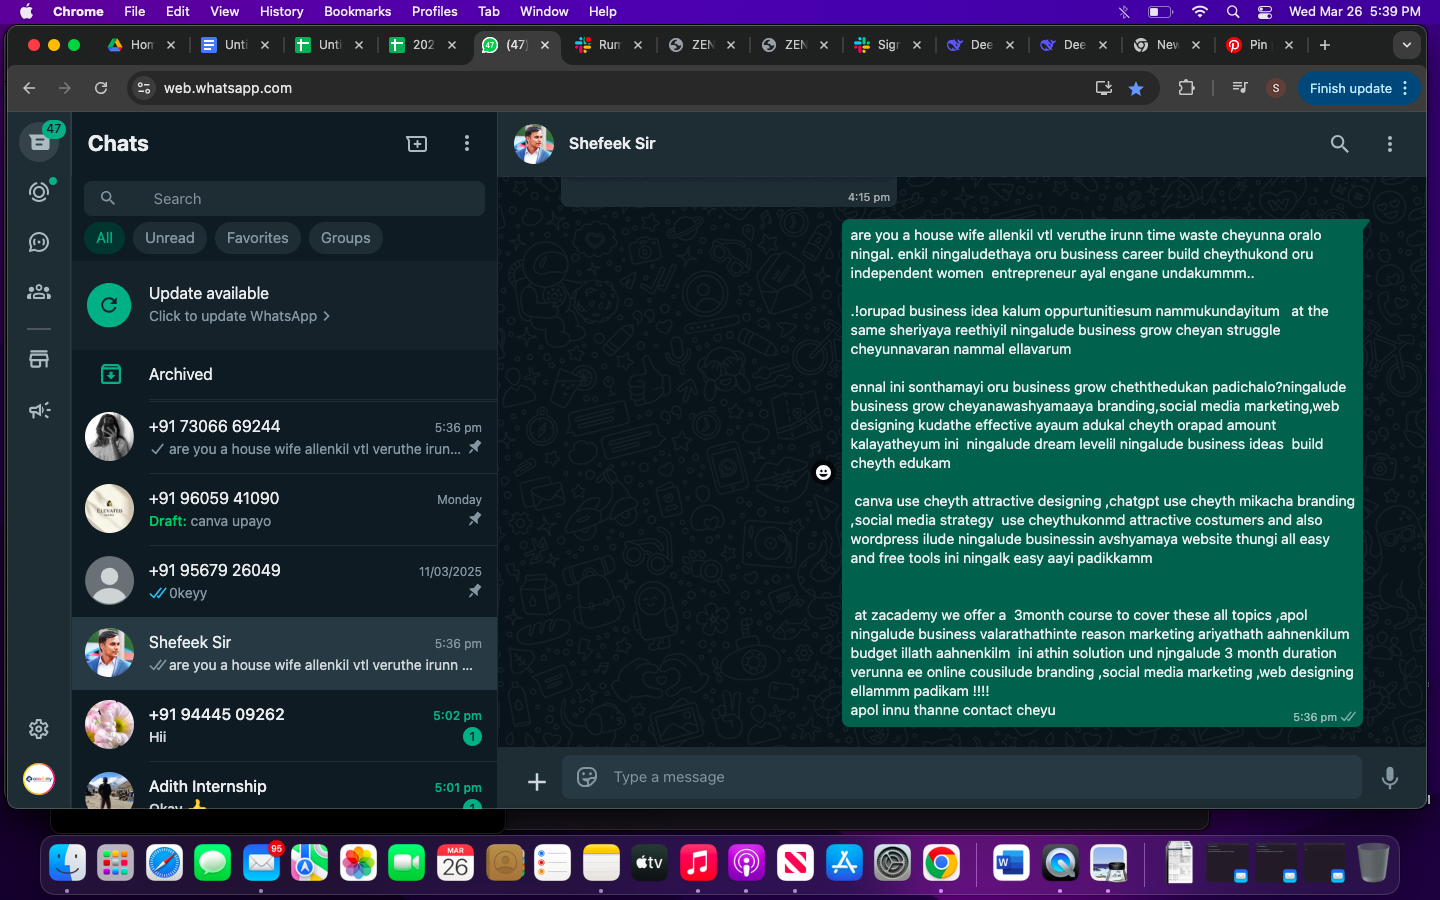 Chrome File Edit View History Bookmarks Profiles Tab Window Help Wed Mar 26 5:39 PM
Hon Unti Unti 202 (47) Run ZEN ZEN Sign Dee Dee New Pin
web.whatsapp.com S Finish update
47
Chats
Search
All Unread Favorites Groups
Update available
Click to update WhatsApp
Archived
+91 73066 69244 5:36 pm
are you a house wife allenkil vtl veruthe irun...
+91 96059 41090 Monday
Draft: canva upayo
+91 95679 26049 11/03/2025
0keyy
Shefeek Sir 5:36 pm
are you a house wife allenkil vtl veruthe irunn ...
+91 94445 09262 5:02 pm
Hii 1
Adith Internship 5:01 pm
Okay 1
Shefeek Sir
4:15 pm
are you a house wife allenkil vtl veruthe irunn time waste cheyunna oralo
ningal. enkil ningaludethaya oru business career build cheythukond oru
independent women entrepreneur ayal engane undakummm..
.!orupad business idea kalum oppurtunitiesum nammukundayitum at the
same sheriyaya reethiyil ningalude business grow cheyan struggle
cheyunnavaran nammal ellavarum
ennal ini sonthamayi oru business grow cheththedukan padichalo?ningalude
business grow cheyanawashyamaaya branding,social media marketing,web
designing kudathe effective ayaum adukal cheyth orapad amount
kalayatheyum ini ningalude dream levelil ningalude business ideas build
cheyth edukam
canva use cheyth attractive designing ,chatgpt use cheyth mikacha branding
,social media strategy use cheythukonmd attractive costumers and also
wordpress ilude ningalude businessin avshyamaya website thungi all easy
and free tools ini ningalk easy aayi padikkamm
at zacademy we offer a 3month course to cover these all topics ,apol
ningalude business valarathathinte reason marketing ariyathath aahnenkilum
budget illath aahnenkilm ini athin solution und njngalude 3 month duration
verunna ee online cousilude branding ,social media marketing ,web designing
ellammm padikam !!!!
apol innu thanne contact cheyu
5:36 pm
Type a message
95
MAR
26
tv